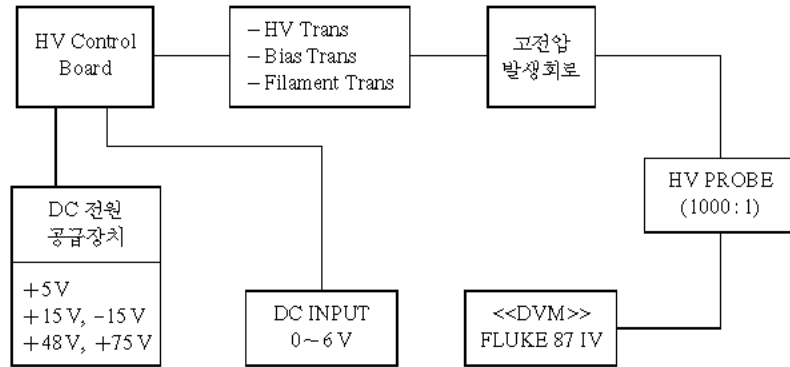 HV Control
Board
– HV Trans
– Bias Trans
– Filament Trans
고전압
발생회로
HV PROBE
(1000 : 1)
DC 전원
공급장치
+5 V
+15 V, –15 V
+48 V, +75 V
DC INPUT
0~6 V
<<DVM>>
FLUKE 87 IV